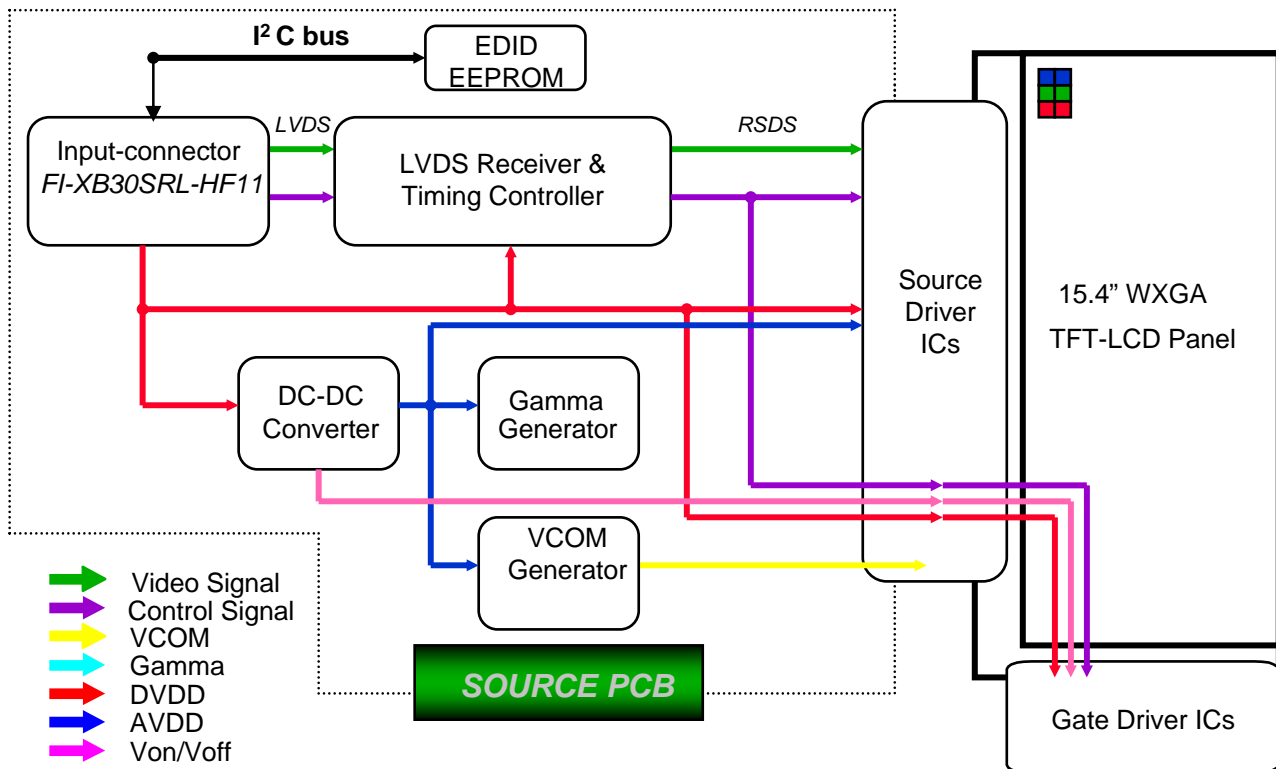 I² C bus
EDID
EEPROM
LVDS
RSDS
Input-connector
FI-XB30SRL-HF11
LVDS Receiver &
Timing Controller
Source
Driver
ICs
15.4” WXGA
TFT-LCD Panel
DC-DC
Converter
Gamma
Generator
VCOM
Generator
Video Signal
Control Signal
VCOM
Gamma
DVDD
AVDD
Von/Voff
SOURCE PCB
Gate Driver ICs